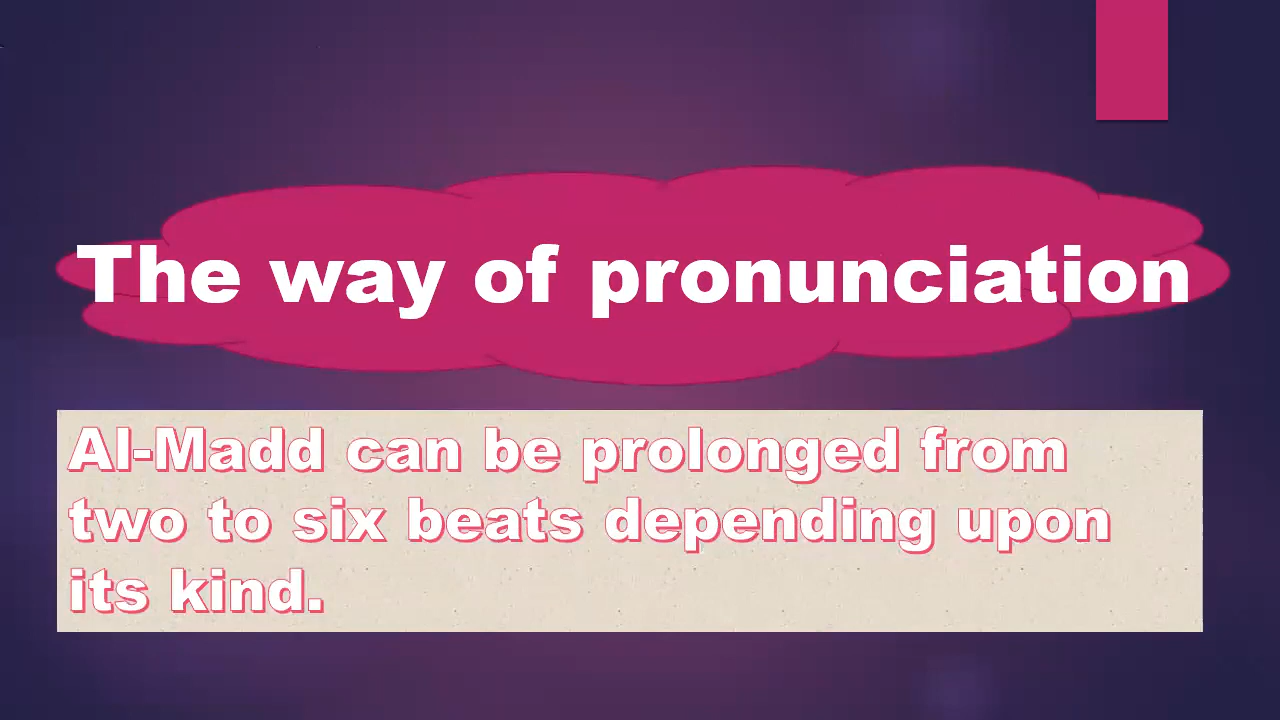 The way of pronunciation
Al-Madd can be prolonged from
two to six beats depending upon
its kind.